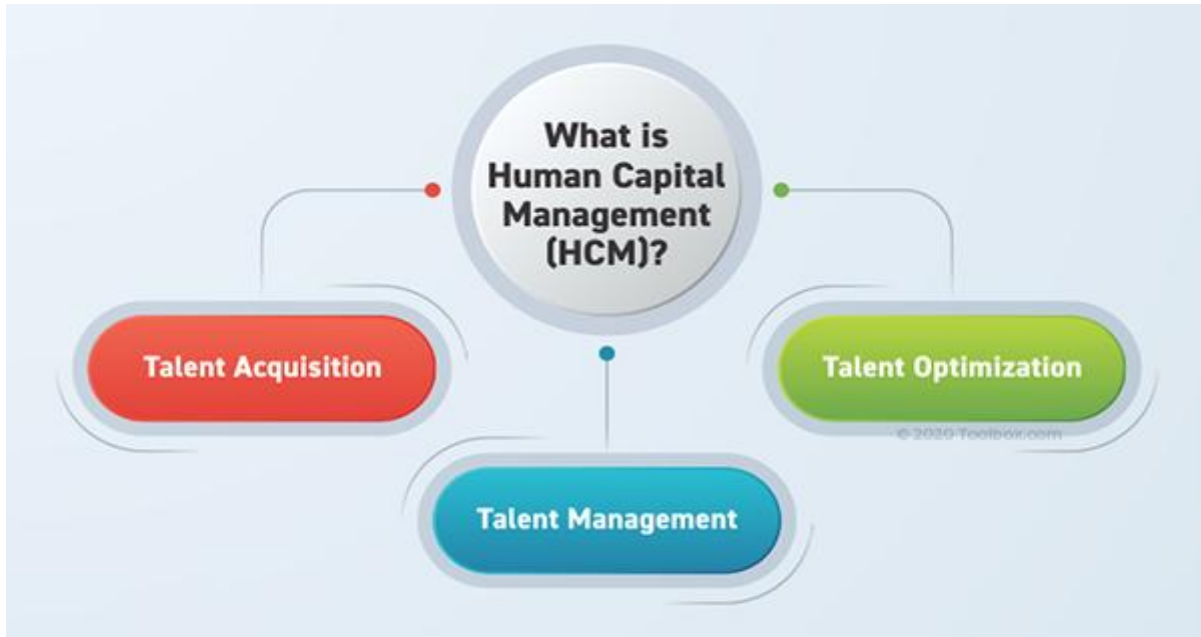 What is
Human Capital
Management
(HCM)?
Talent Acquisition
Talent Optimization
© 2020 Toolbox.com
Talent Management